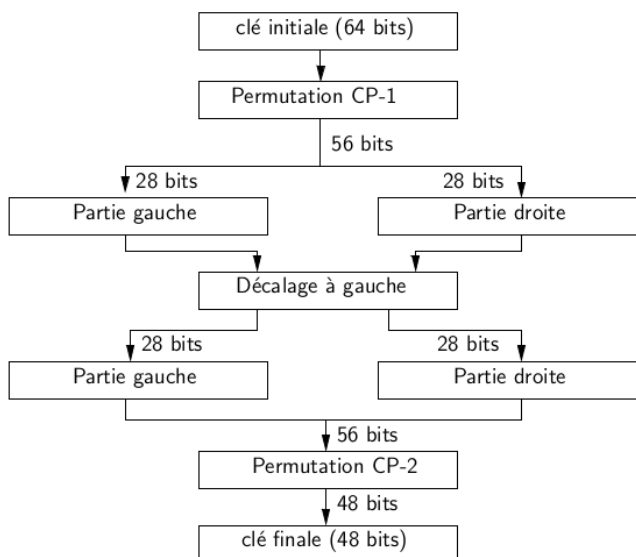 clé initiale (64 bits)
Permutation CP-1
56 bits
28 bits
28 bits
Partie gauche
Partie droite
Décalage à gauche
28 bits
28 bits
Partie gauche
Partie droite
56 bits
Permutation CP-2
48 bits
clé finale (48 bits)